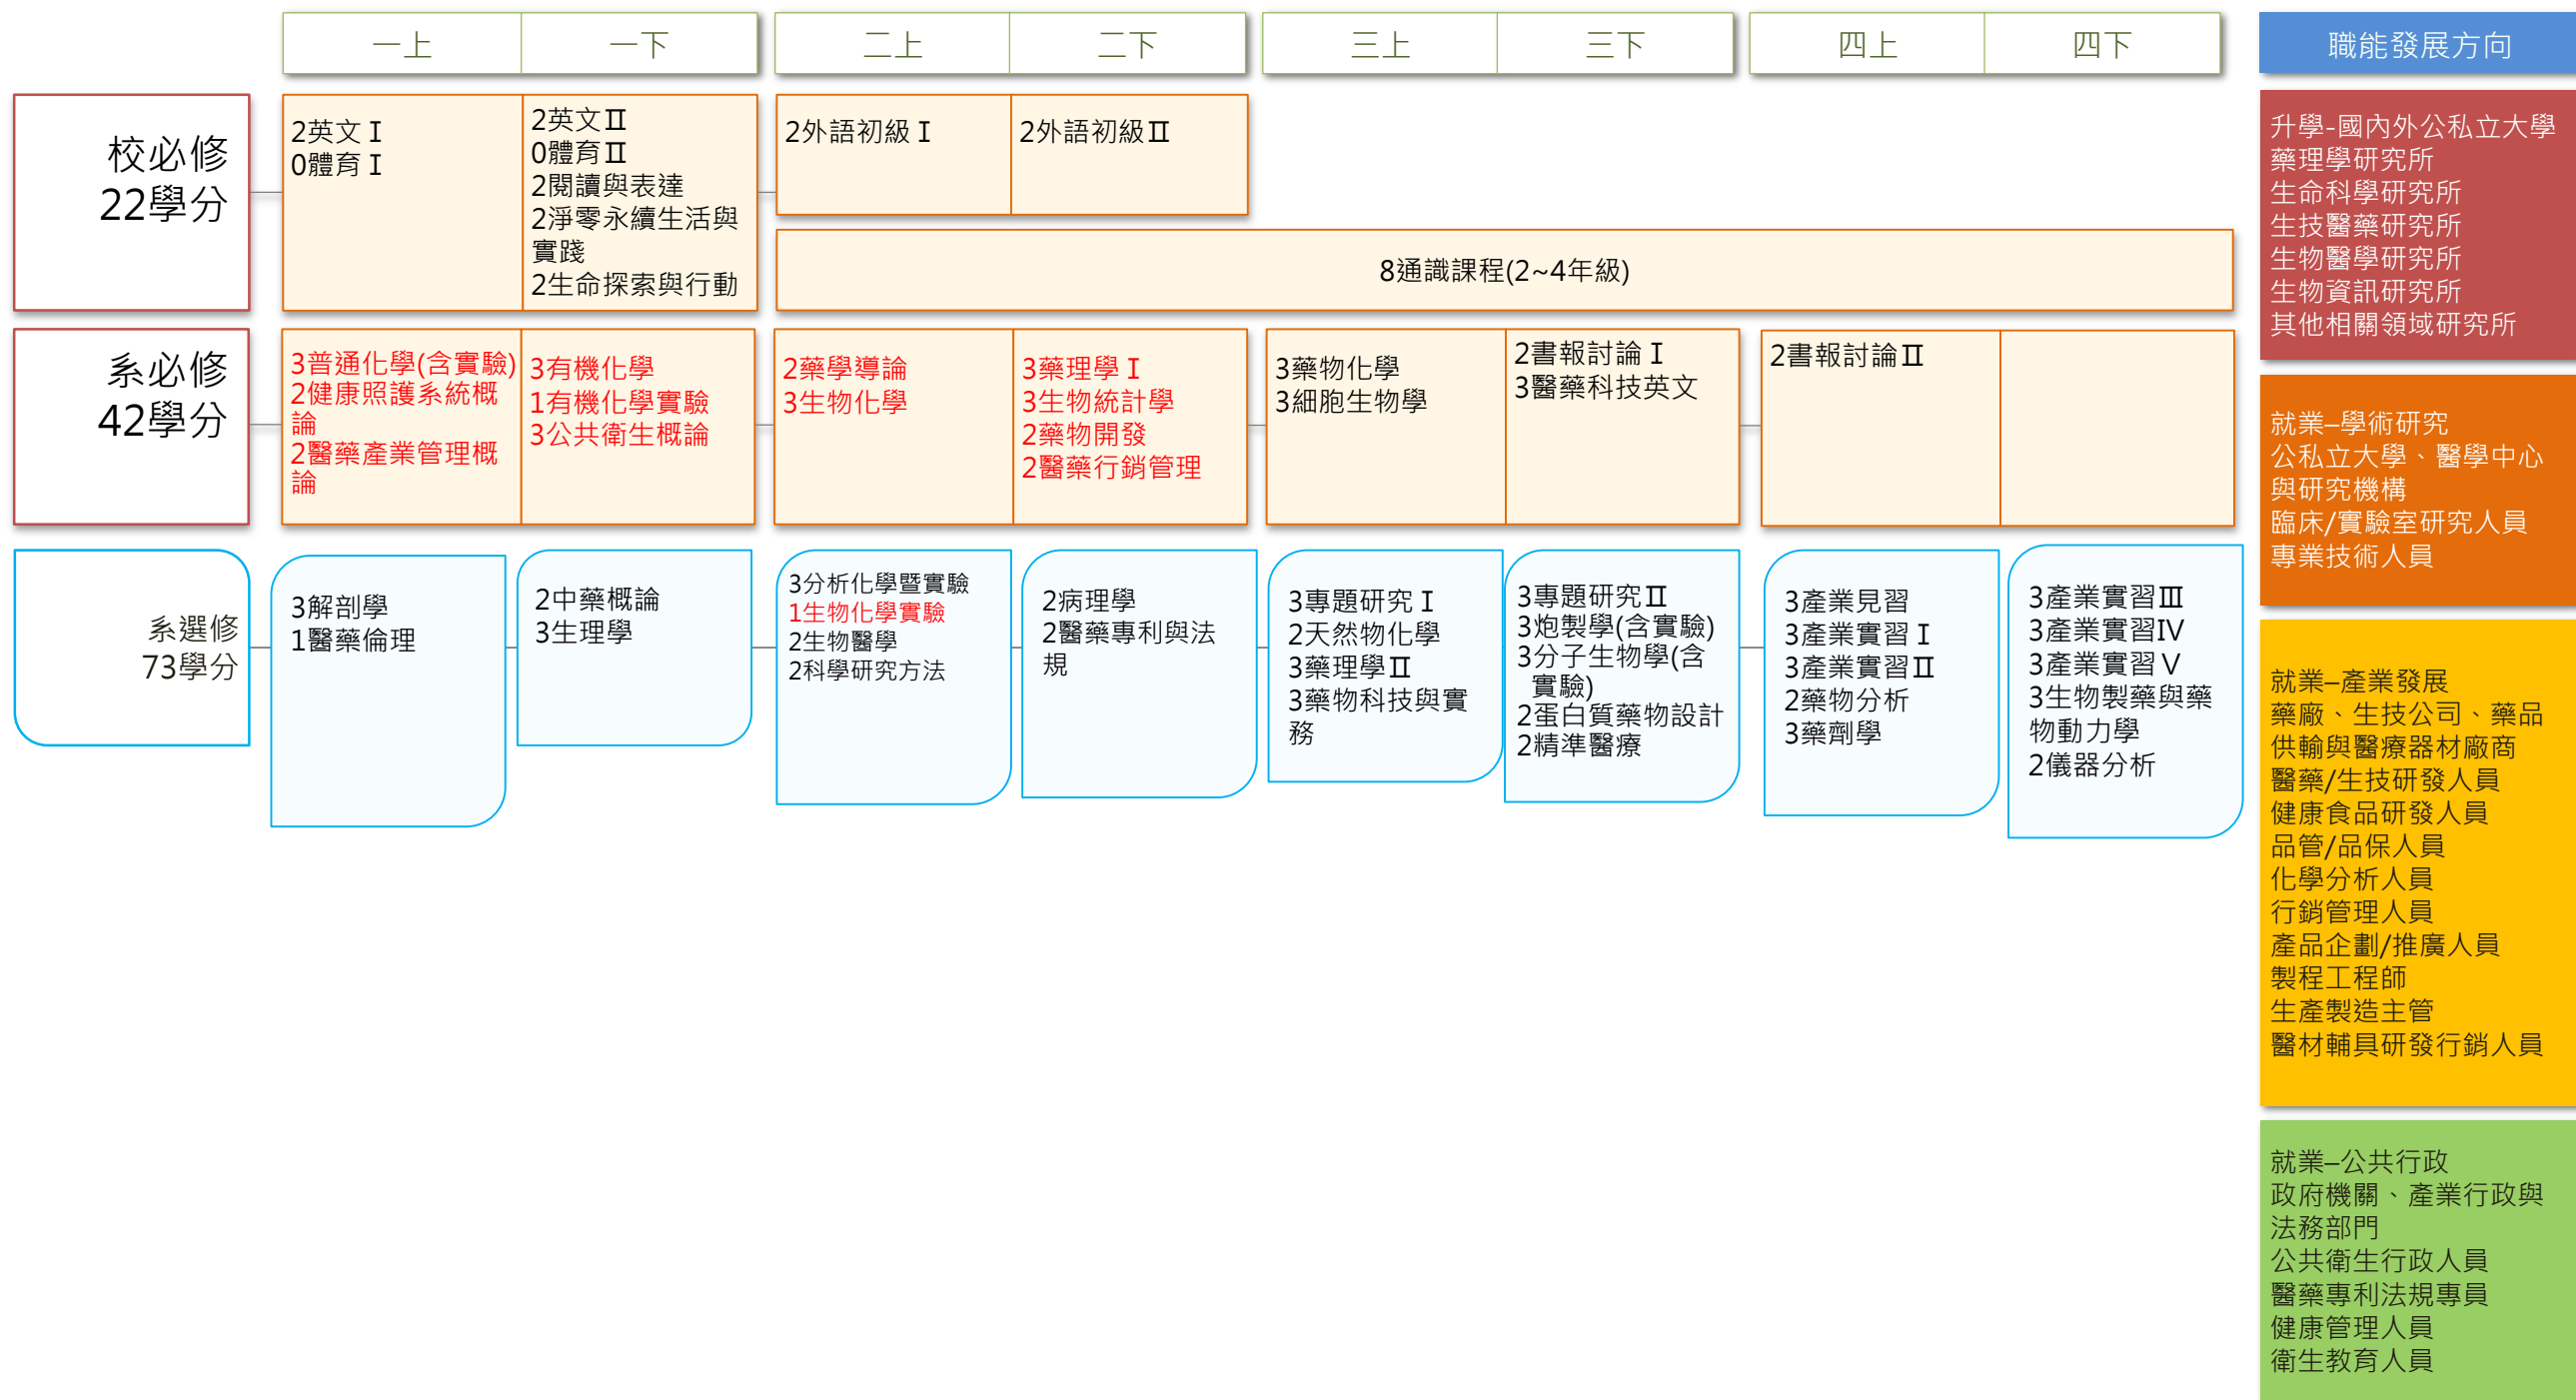 一上
一下
二上
二下
三上
三下
四上
四下
職能發展方向
校必修
22學分
2英文Ⅰ
0體育Ⅰ
2英文Ⅱ
0體育Ⅱ
2閱讀與表達
2淨零永續生活與
實踐
2生命探索與行動
2外語初級Ⅰ
2外語初級Ⅱ
8通識課程(2~4年級)
系必修
42學分
3普通化學(含實驗)
2健康照護系統概
論
2醫藥產業管理概
論
3有機化學
1有機化學實驗
3公共衛生概論
2藥學導論
3生物化學
3藥理學Ⅰ
3生物統計學
2藥物開發
2醫藥行銷管理
3藥物化學
3細胞生物學
2書報討論Ⅰ
3醫藥科技英文
2書報討論Ⅱ
系選修
73學分
3解剖學
1醫藥倫理
2中藥概論
3生理學
3分析化學暨實驗
1生物化學實驗
2生物醫學
2科學研究方法
2病理學
2醫藥專利與法
規
3專題研究Ⅰ
2天然物化學
3藥理學Ⅱ
3藥物科技與實
務
3專題研究Ⅱ
3炮製學(含實驗)
3分子生物學(含
實驗)
2蛋白質藥物設計
2精準醫療
3產業見習
3產業實習Ⅰ
3產業實習Ⅱ
2藥物分析
3藥劑學
3產業實習Ⅲ
3產業實習Ⅳ
3產業實習Ⅴ
3生物製藥與藥
物動力學
2儀器分析
升學-國內外公私立大學
藥理學研究所
生命科學研究所
生技醫藥研究所
生物醫學研究所
生物資訊研究所
其他相關領域研究所
就業–學術研究
公私立大學、醫學中心
與研究機構
臨床/實驗室研究人員
專業技術人員
就業–產業發展
藥廠、生技公司、藥品
供輸與醫療器材廠商
醫藥/生技研發人員
健康食品研發人員
品管/品保人員
化學分析人員
行銷管理人員
產品企劃/推廣人員
製程工程師
生產製造主管
醫材輔具研發行銷人員
就業–公共行政
政府機關、產業行政與
法務部門
公共衛生行政人員
醫藥專利法規專員
健康管理人員
衛生教育人員